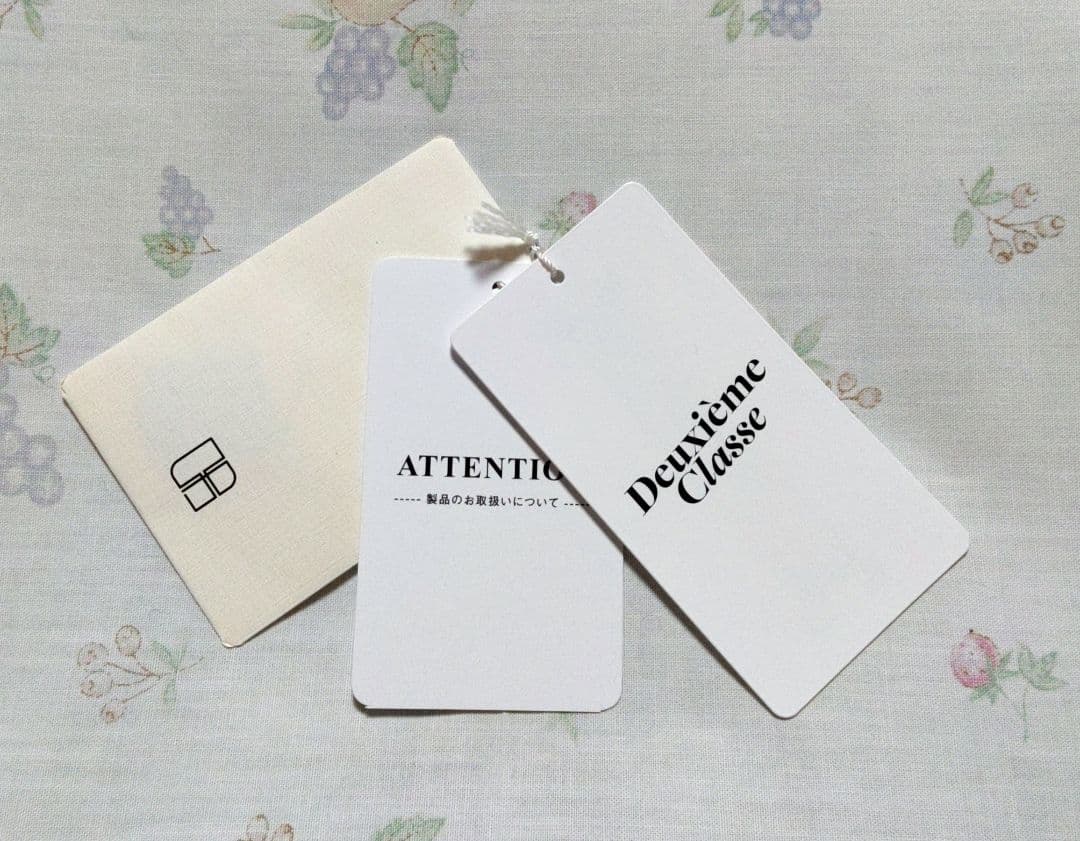 ATTENTIO
----- 製品のお取扱いについて -----
Deuxième
Classe